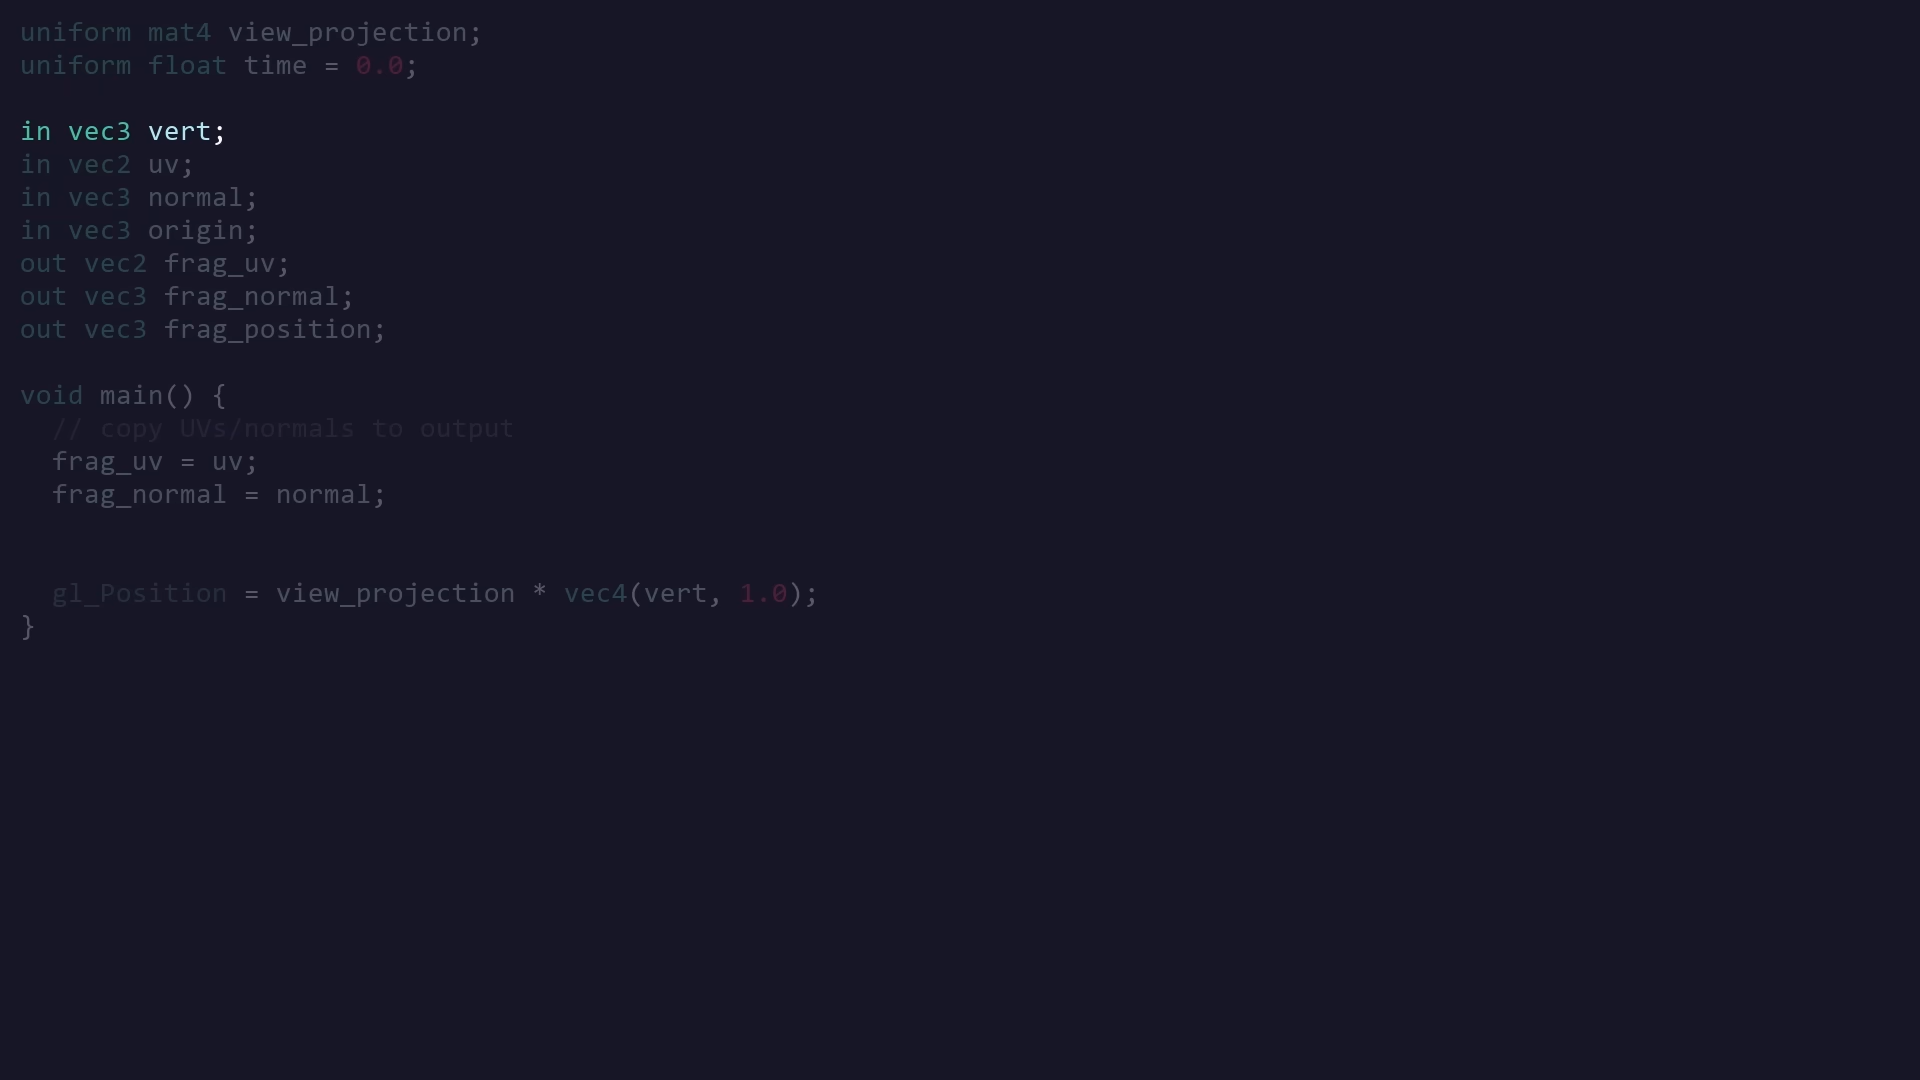 uniform mat4 view_projection;
uniform float time = 0.0;
in vec3 vert;
in vec2 uv;
in vec3 normal;
in vec3 origin;
out vec2 frag_uv;
out vec3 frag_normal;
out vec3 frag_position;
void main() {
// copy UVs/normals to output
frag_uv = uv;
frag_normal = normal;
gl_Position = view_projection * vec4(vert, 1.0);
}